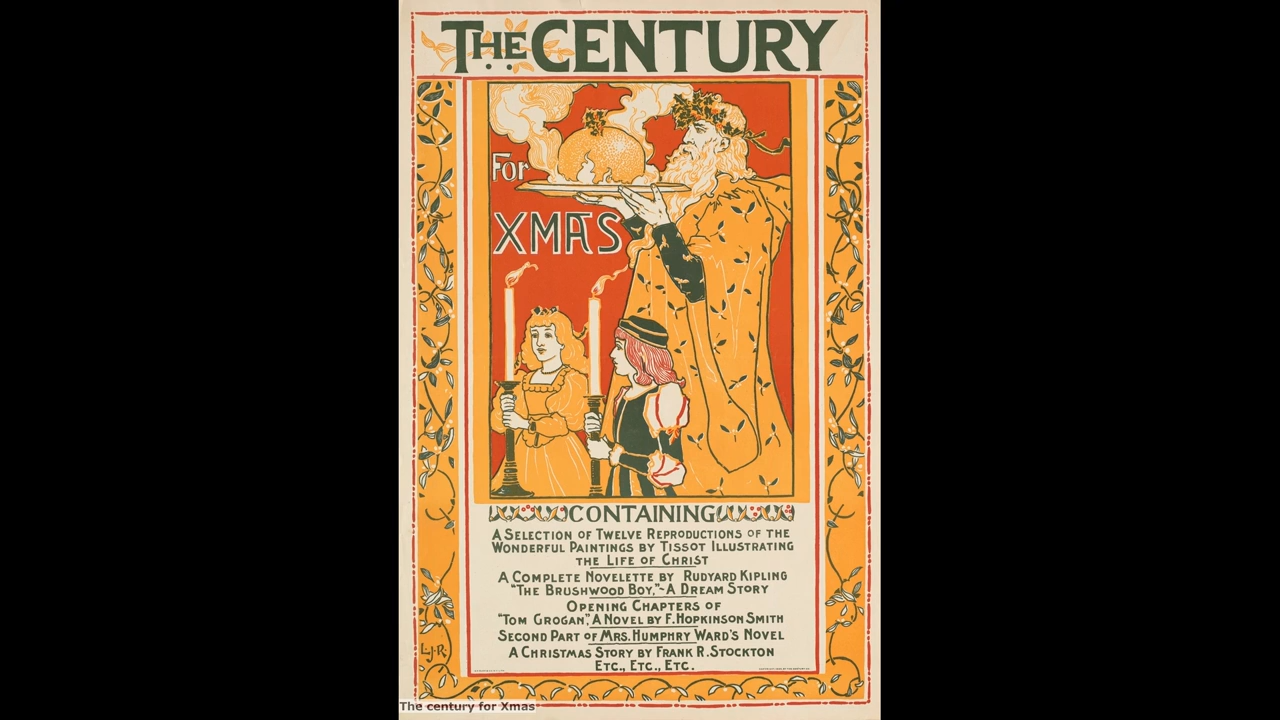 THE CENTURY
FOR
XMAS
CONTAINING
A SELECTION OF TWELVE REPRODUCTIONS OF THE
WONDERFUL PAINTINGS BY TISSOT ILLUSTRATING
THE LIFE OF CHRIST
A COMPLETE NOVELETTE BY RUDYARD KIPLING
"THE BRUSHWOOD BOY,"-A DREAM STORY
OPENING CHAPTERS OF
"TOM GROGAN," A NOVEL BY F. HOPKINSON SMITH
SECOND PART OF MRS. HUMPHRY WARD'S NOVEL
A CHRISTMAS STORY BY FRANK R. STOCKTON
ETC., ETC., ETC.
L.J.R.
The century for Xmas